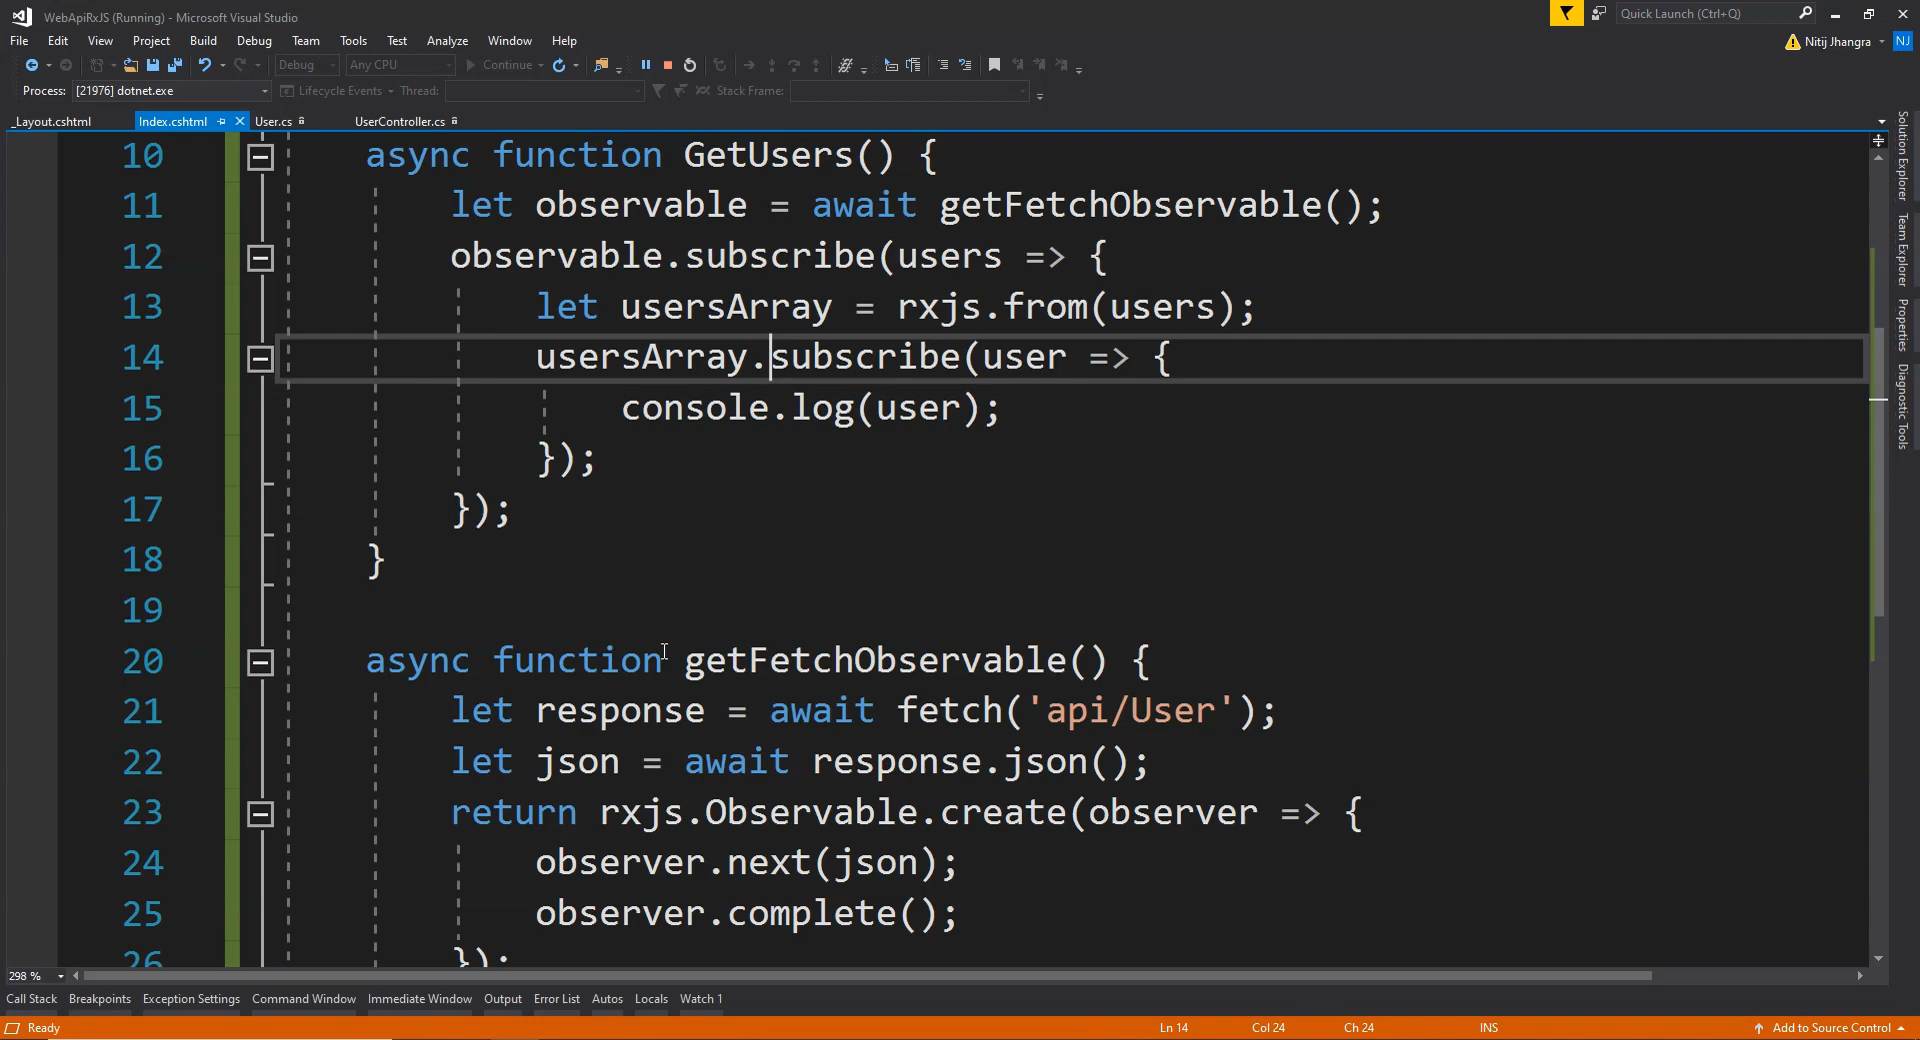 WebApiRxJS (Running) - Microsoft Visual Studio
Quick Launch (Ctrl+Q)
File Edit View Project Build Debug Team Tools Test Analyze Window Help
Nitij Jhangra NJ
Debug Any CPU Continue
Process: [21976] dotnet.exe Lifecycle Events Thread: Stack Frame:
_Layout.cshtml Index.cshtml User.cs UserController.cs
10 async function GetUsers() {
11 let observable = await getFetchObservable();
12 observable.subscribe(users => {
13 let usersArray = rxjs.from(users);
14 usersArray.subscribe(user => {
15 console.log(user);
16 });
17 });
18 }
19
20 async function getFetchObservable() {
21 let response = await fetch('api/User');
22 let json = await response.json();
23 return rxjs.Observable.create(observer => {
24 observer.next(json);
25 observer.complete();
26 });
Solution Explorer
Team Explorer
Properties
Diagnostic Tools
298 %
Call Stack Breakpoints Exception Settings Command Window Immediate Window Output Error List Autos Locals Watch 1
Ready Ln 14 Col 24 Ch 24 INS Add to Source Control